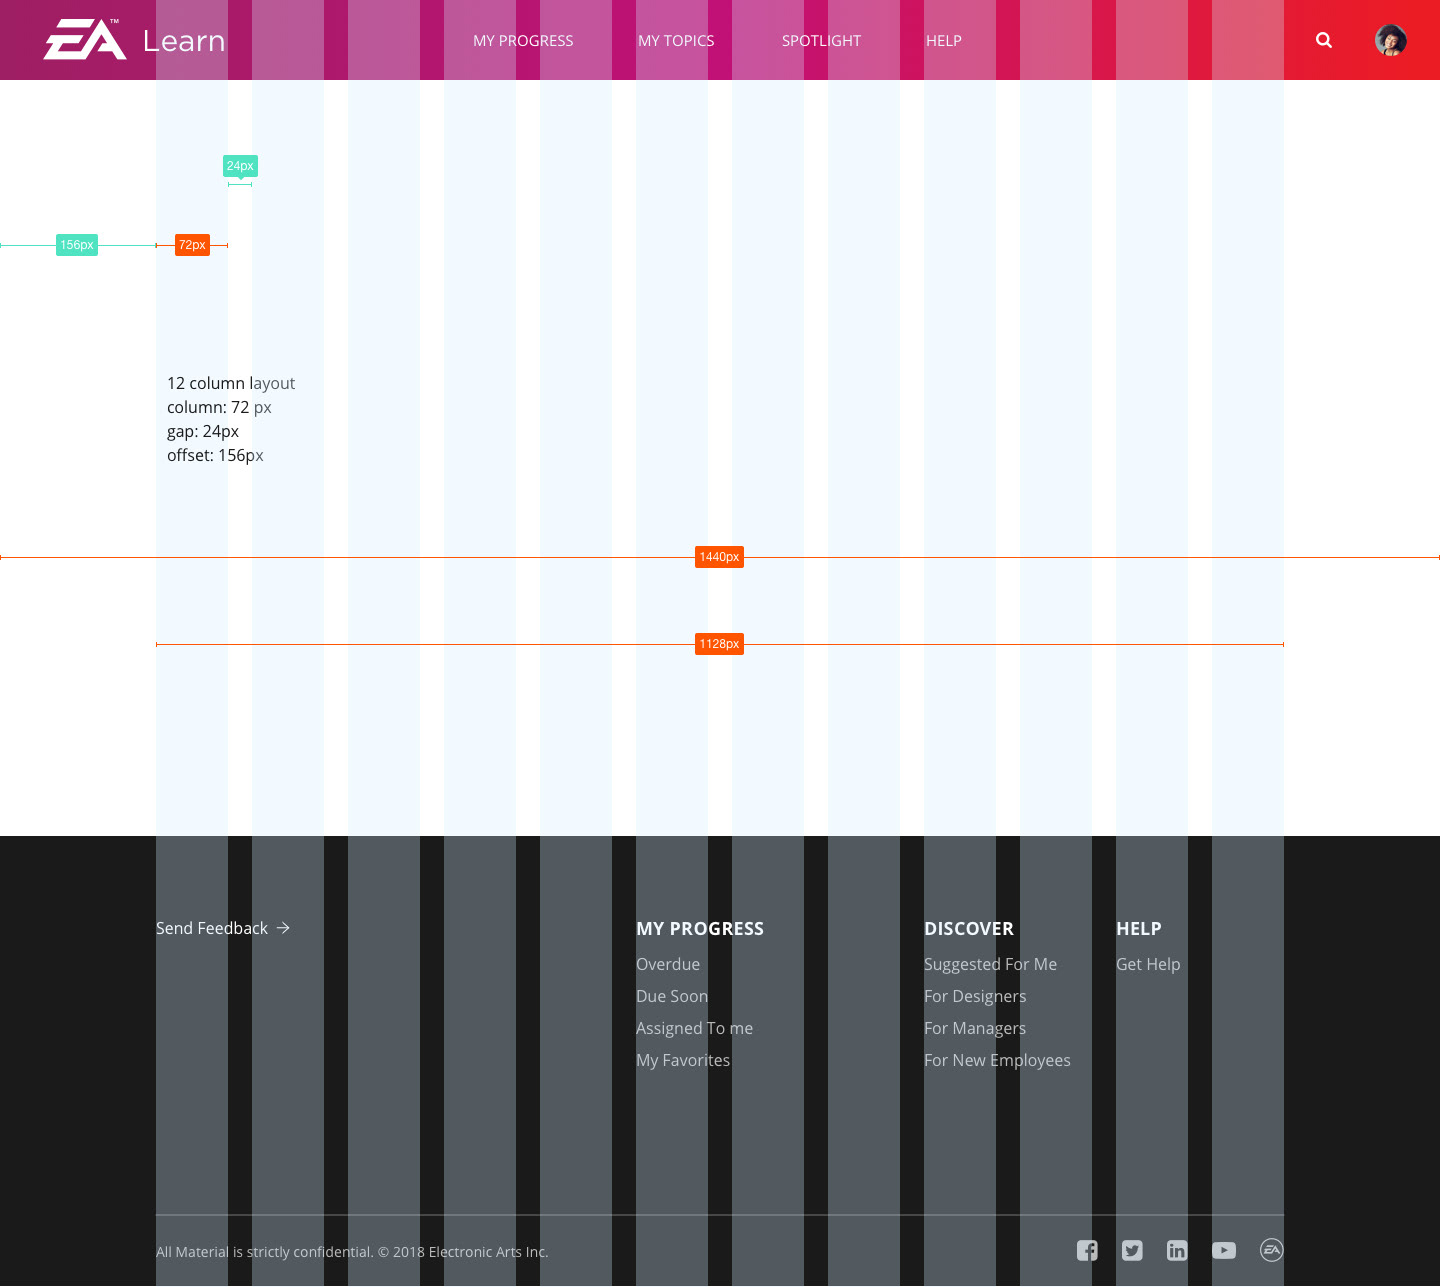 EA™ Learn
MY PROGRESS
MY TOPICS
SPOTLIGHT
HELP
24px
156px
72px
12 column layout
column: 72 px
gap: 24px
offset: 156px
1440px
1128px
Send Feedback →
MY PROGRESS
Overdue
Due Soon
Assigned To me
My Favorites
DISCOVER
Suggested For Me
For Designers
For Managers
For New Employees
HELP
Get Help
All Material is strictly confidential. © 2018 Electronic Arts Inc.
f
in
EA